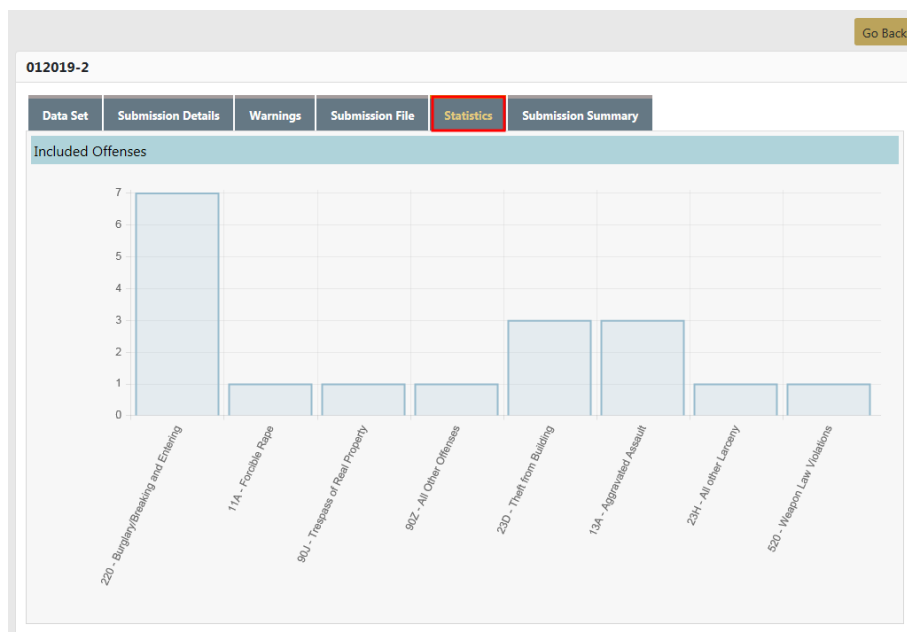 Go Back
012019-2
Data Set
Submission Details
Warnings
Submission File
Statistics
Submission Summary
Included Offenses
7
6
5
4
3
2
1
0
220 - Burglary/Breaking and Entering
11A - Forcible Rape
90J - Trespass of Real Property
90Z - All Other Offenses
23D - Theft from Building
13A - Aggravated Assault
23H - All other Larceny
520 - Weapon Law Violations